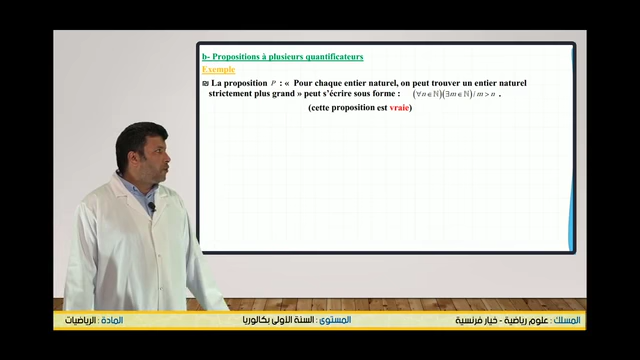 b- Propositions à plusieurs quantificateurs
Exemple
La proposition P : « Pour chaque entier naturel, on peut trouver un entier naturel
strictement plus grand » peut s'écrire sous forme : (∀n∈ℕ)(∃m∈ℕ)/m>n .
(cette proposition est vraie)
المسلك : علوم رياضية - خيار فرنسية
المستوى : السنة الأولى بكالوريا
المادة : الرياضيات